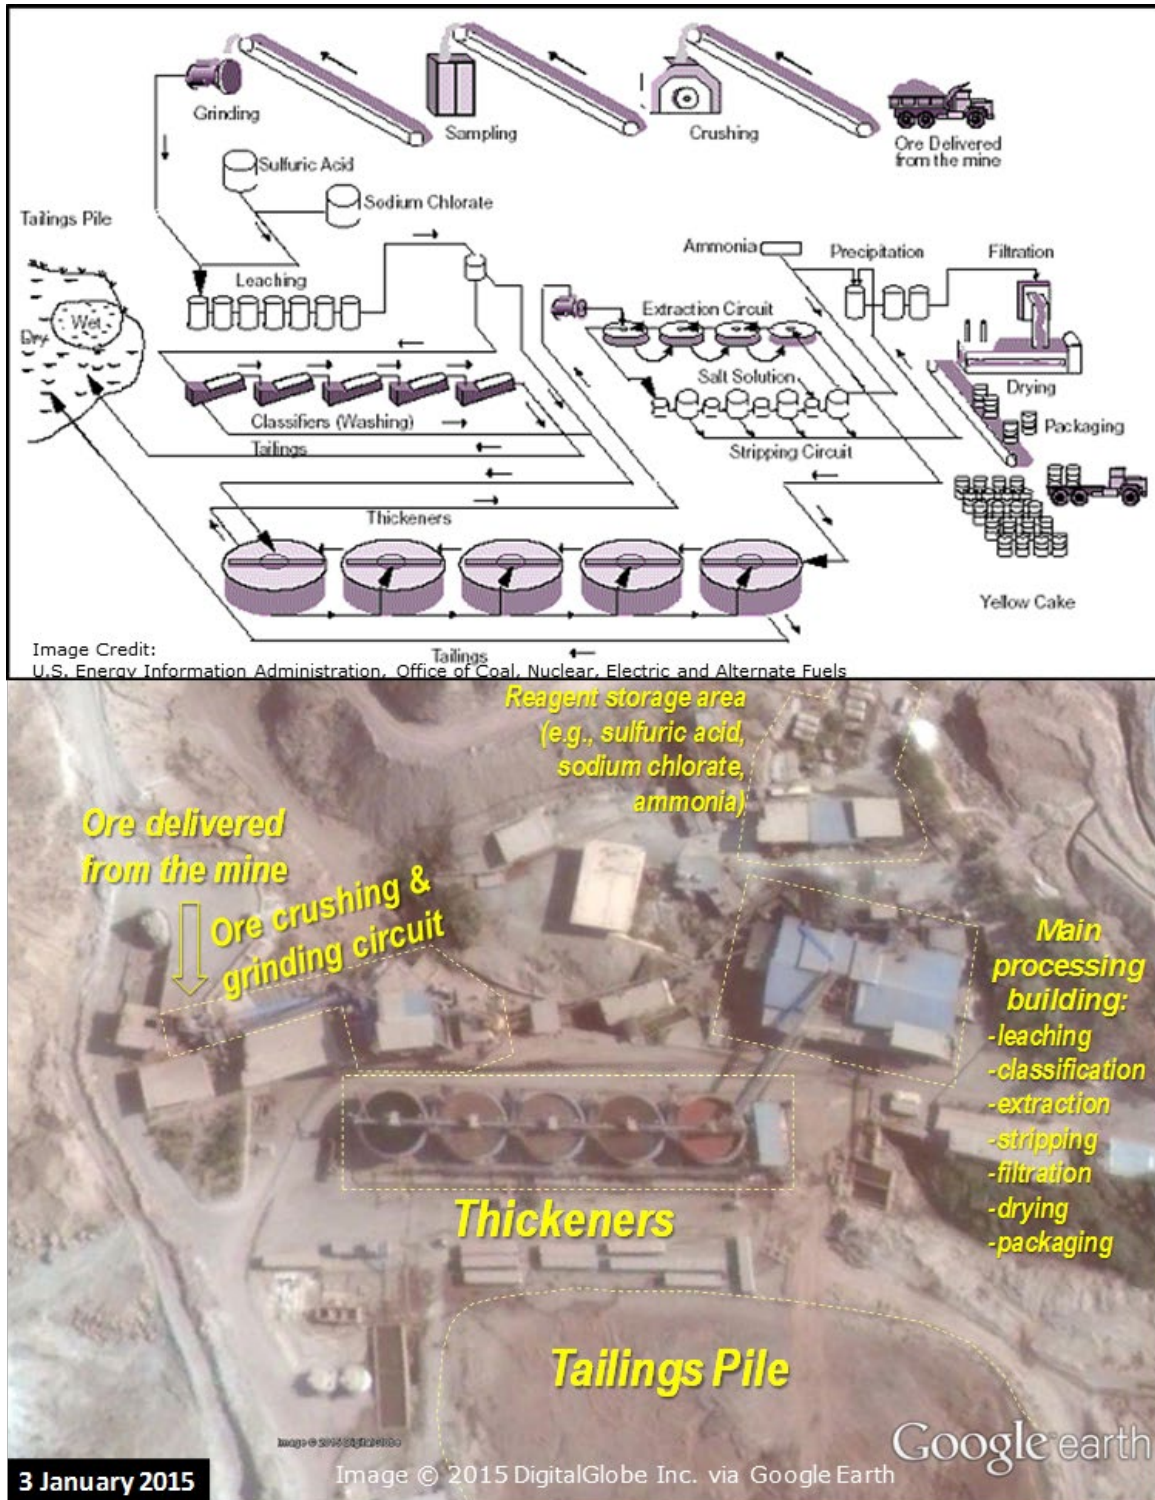 Grinding
Sampling
Crushing
Ore Delivered
from the mine
Sulfuric Acid
Sodium Chlorate
Tailings Pile
Leaching
Wet
Dry
Classifiers (Washing)
Tailings
Ammonia
Precipitation
Filtration
Extraction Circuit
Salt Solution
Stripping Circuit
Drying
Packaging
Thickeners
Yellow Cake
Tailings
Image Credit:
U.S. Energy Information Administration, Office of Coal, Nuclear, Electric and Alternate Fuels
Reagent storage area
(e.g., sulfuric acid,
sodium chlorate,
ammonia)
Ore delivered
from the mine
Ore crushing &
grinding circuit
Main
processing
building:
-leaching
-classification
-extraction
-stripping
-filtration
-drying
-packaging
Thickeners
Tailings Pile
Image © 2015 DigitalGlobe
Google earth
3 January 2015
Image © 2015 DigitalGlobe Inc. via Google Earth